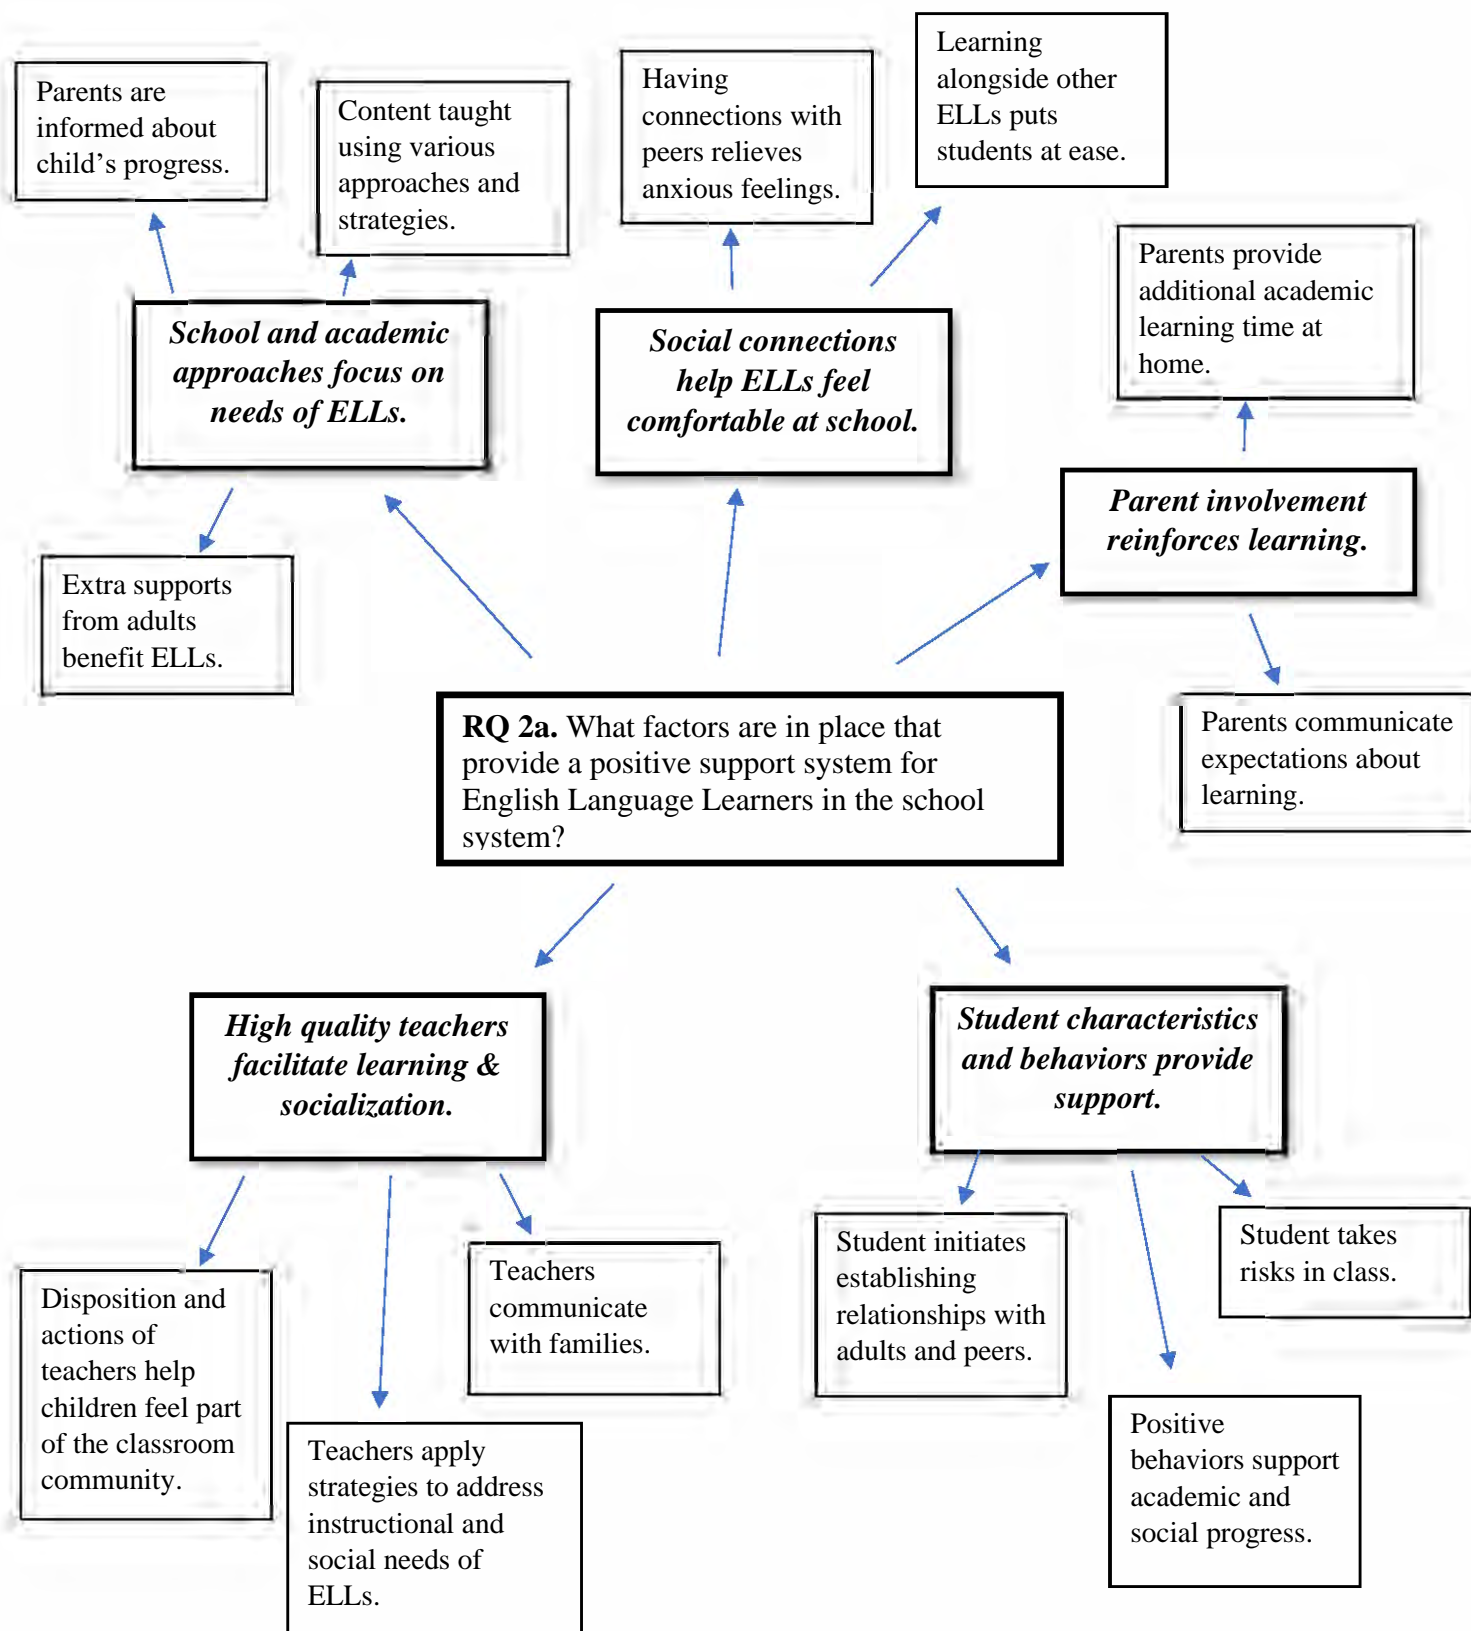 Parents are
informed about
child’s progress.
Content taught
using various
approaches and
strategies.
Having
connections with
peers relieves
anxious feelings.
Learning
alongside other
ELLs puts
students at ease.
School and academic
approaches focus on
needs of ELLs.
Social connections
help ELLs feel
comfortable at school.
Parents provide
additional academic
learning time at
home.
Parent involvement
reinforces learning.
Extra supports
from adults
benefit ELLs.
RQ 2a. What factors are in place that
provide a positive support system for
English Language Learners in the school
system?
Parents communicate
expectations about
learning.
High quality teachers
facilitate learning &
socialization.
Student characteristics
and behaviors provide
support.
Disposition and
actions of
teachers help
children feel part
of the classroom
community.
Teachers apply
strategies to address
instructional and
social needs of
ELLs.
Teachers
communicate
with families.
Student initiates
establishing
relationships with
adults and peers.
Student takes
risks in class.
Positive
behaviors support
academic and
social progress.